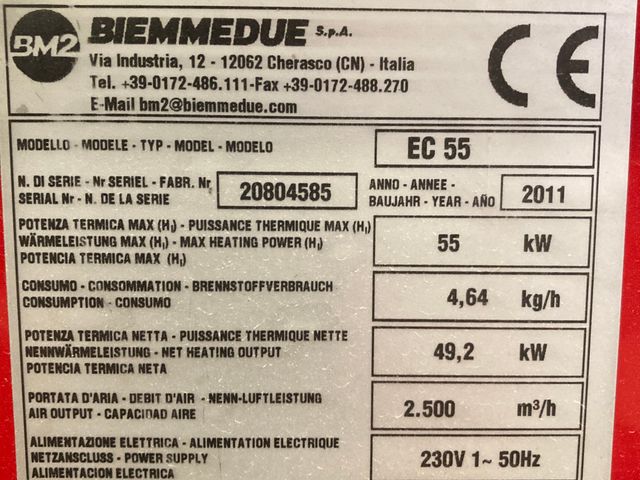 BM2 BIEMMEDUE S.p.A.
Via Industria, 12 - 12062 Cherasco (CN) - Italia
Tel. +39-0172-486.111-Fax +39-0172-488.270
E-Mail bm2@biemmedue.com
CE
MODELLO - MODELE - TYP - MODEL - MODELO
EC 55
N. DI SERIE - Nr SERIEL - FABR. Nr
SERIAL Nr - N. DE LA SERIE
20804585
ANNO - ANNEE -
BAUJAHR - YEAR - AÑO
2011
POTENZA TERMICA MAX (Hi) - PUISSANCE THERMIQUE MAX (Hi)
WÄRMELEISTUNG MAX (Hi) - MAX HEATING POWER (Hi)
POTENCIA TERMICA MAX (Hi)
55 kW
CONSUMO - CONSOMMATION - BRENNSTOFFVERBRAUCH
CONSUMPTION - CONSUMO
4,64 kg/h
POTENZA TERMICA NETTA - PUISSANCE THERMIQUE NETTE
NENNWÄRMELEISTUNG - NET HEATING OUTPUT
POTENCIA TERMICA NETA
49,2 kW
PORTATA D'ARIA - DEBIT D'AIR - NENN-LUFTLEISTUNG
AIR OUTPUT - CAPACIDAD AIRE
2.500 m³/h
ALIMENTAZIONE ELETTRICA - ALIMENTATION ELECTRIQUE
NETZANSCLUSS - POWER SUPPLY
ALIMENTACION ELECTRICA
230V 1~ 50Hz